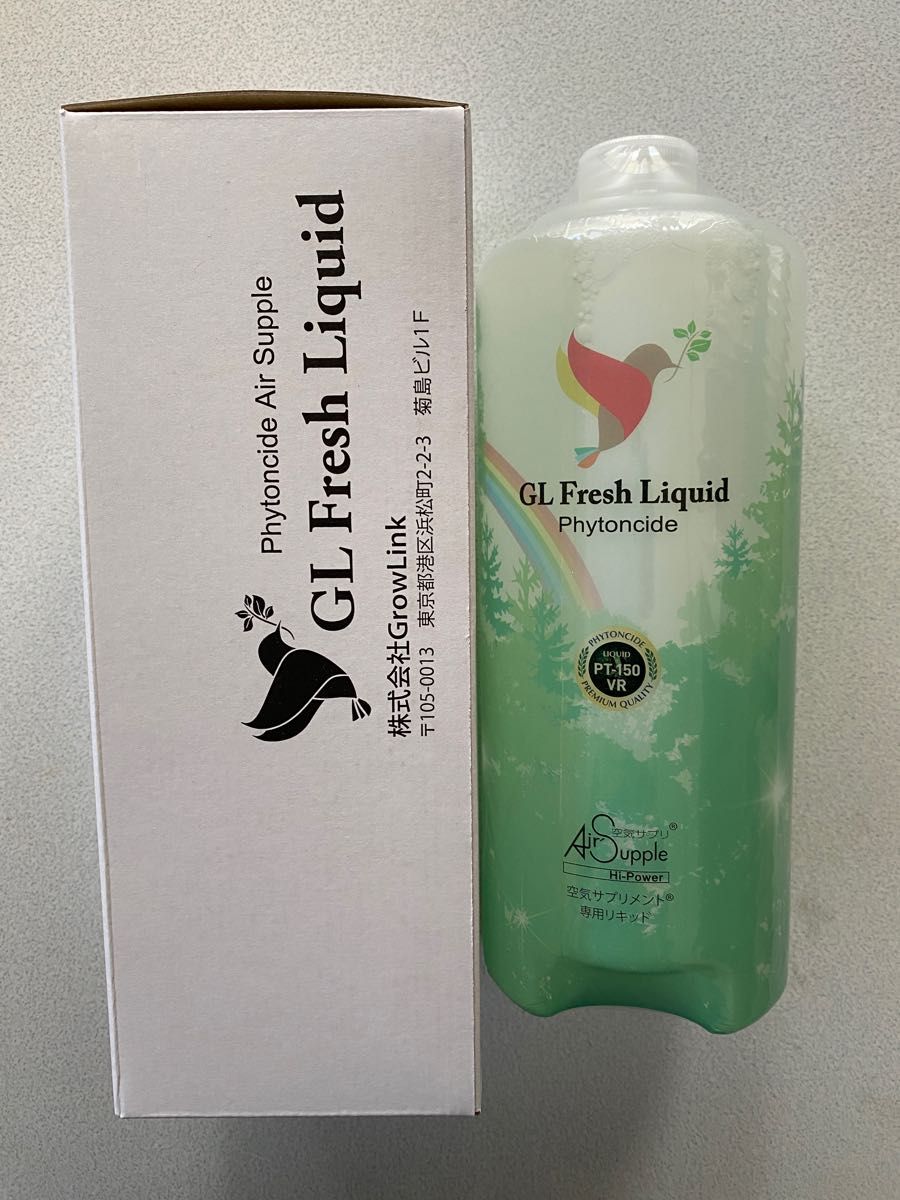 Phytoncide Air Supple
GL Fresh Liquid
株式会社GrowLink
〒105-0013 東京都港区浜松町2-2-3 菊島ビル1F
GL Fresh Liquid
Phytoncide
PHYTONCIDE
LIQUID
PT-150
VR
PREMIUM QUALITY
空気サプリ®
AirSupple
Hi-Power
空気サプリメント®
専用リキッド